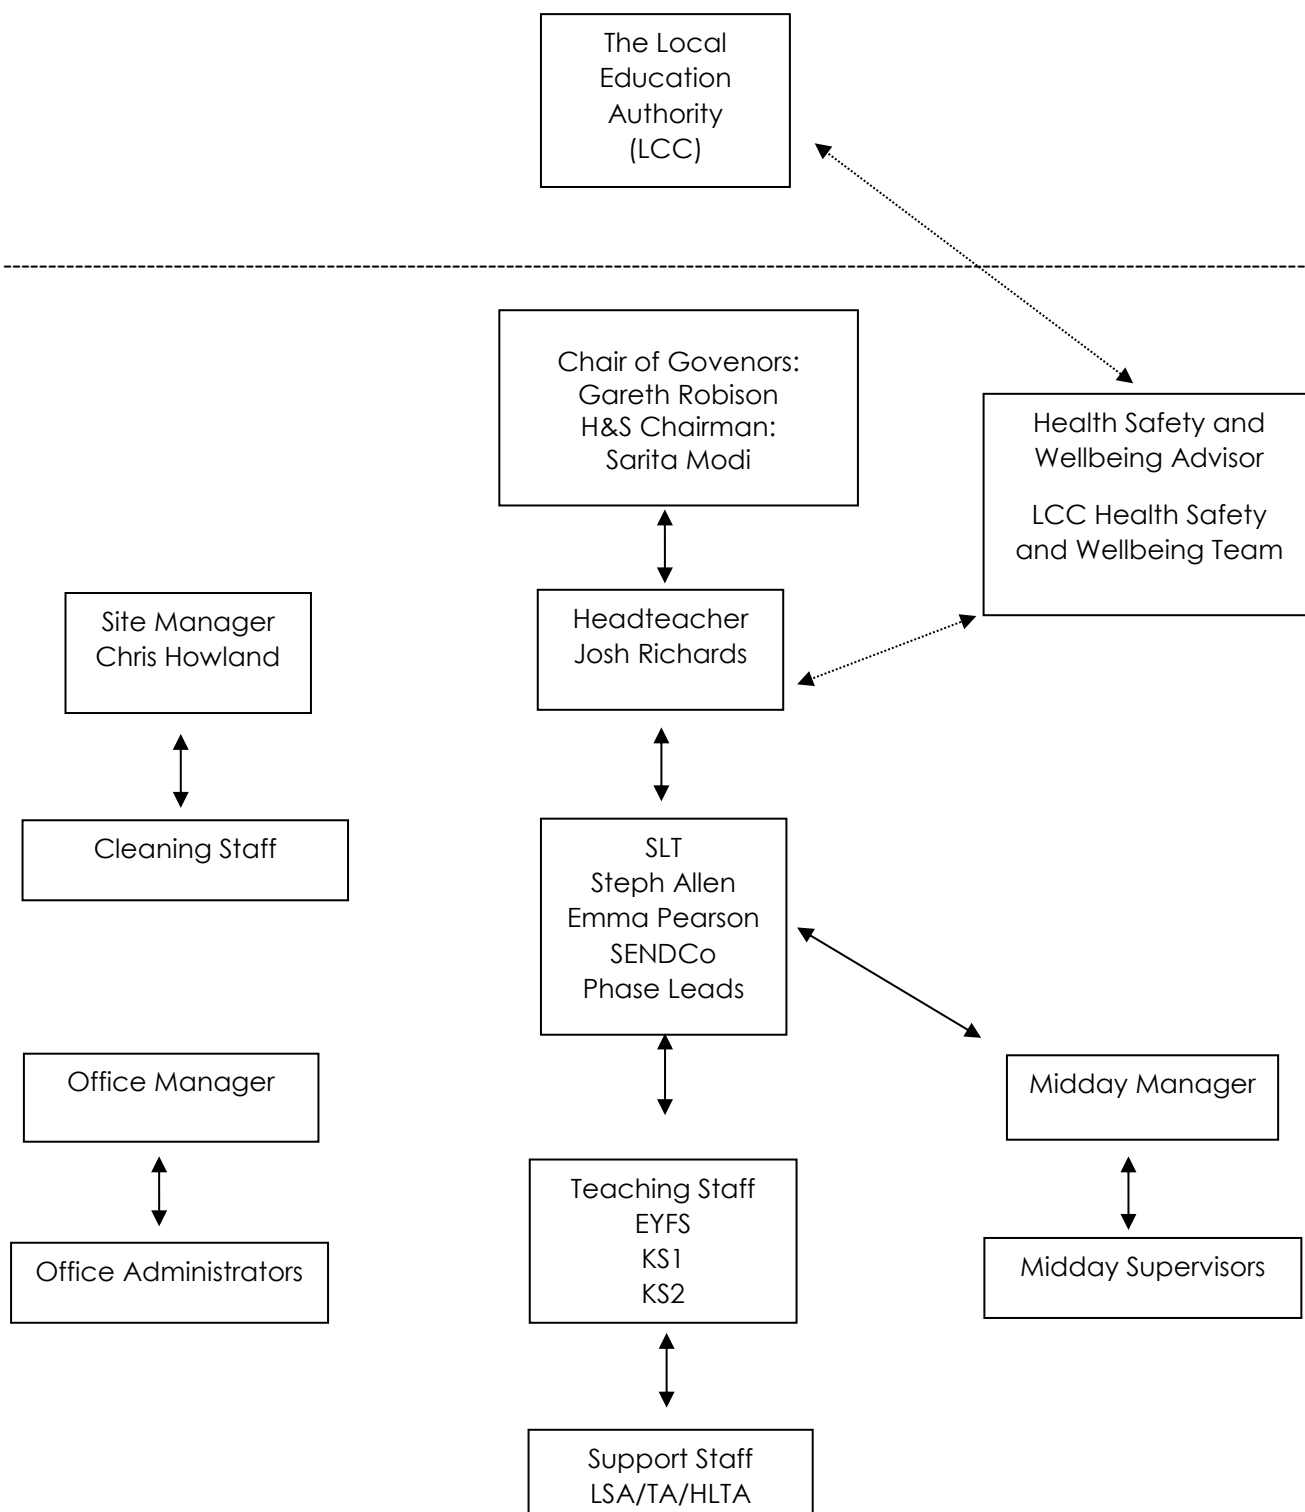 The Local
Education
Authority
(LCC)
Chair of Govenors:
Gareth Robison
H&S Chairman:
Sarita Modi
Health Safety and
Wellbeing Advisor
LCC Health Safety
and Wellbeing Team
Site Manager
Chris Howland
Headteacher
Josh Richards
Cleaning Staff
SLT
Steph Allen
Emma Pearson
SENDCo
Phase Leads
Office Manager
Midday Manager
Teaching Staff
EYFS
KS1
KS2
Office Administrators
Midday Supervisors
Support Staff
LSA/TA/HLTA